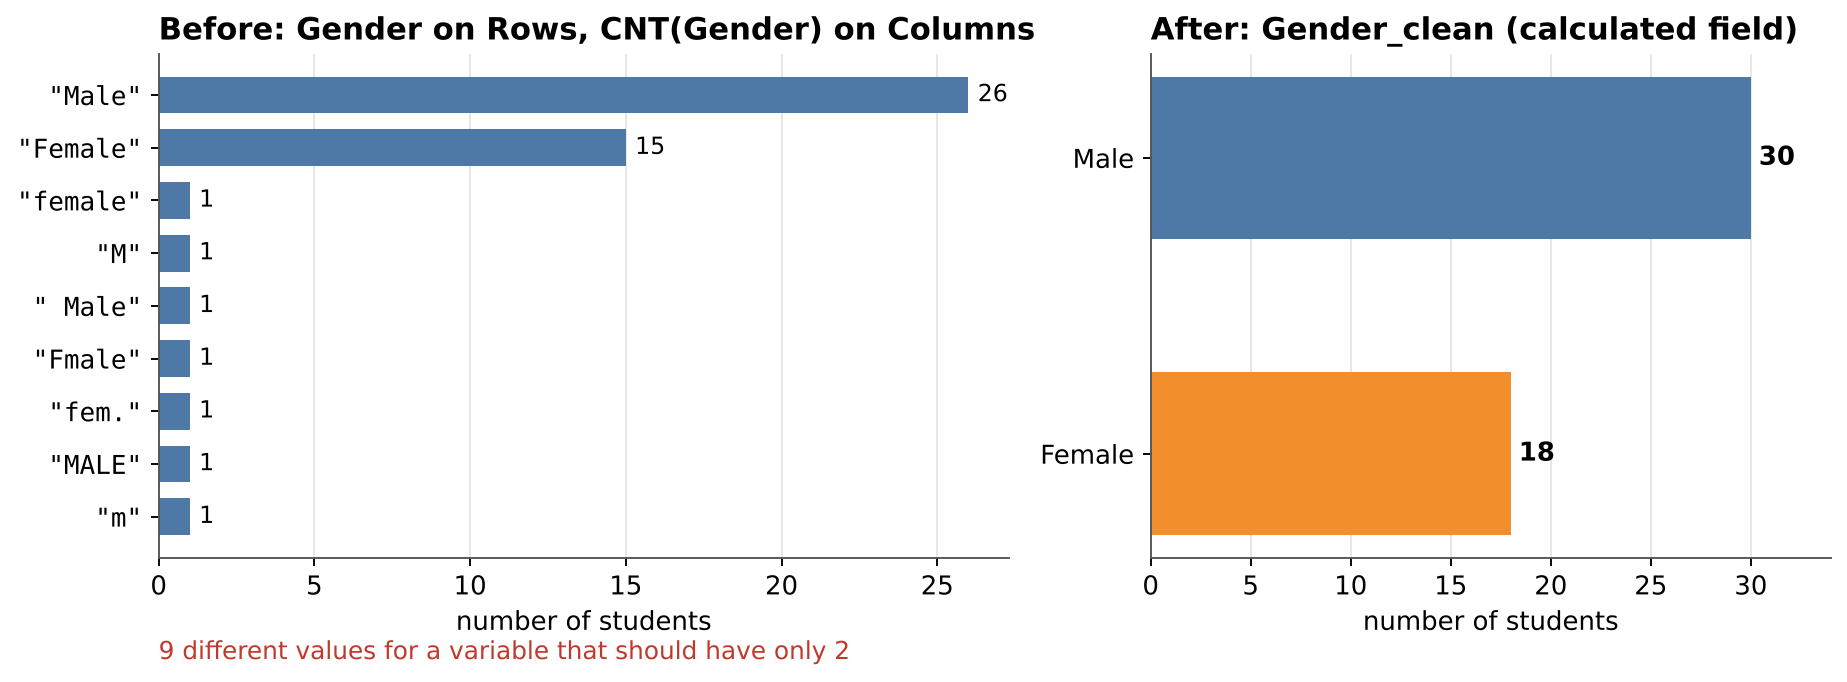 Before: Gender on Rows, CNT(Gender) on Columns
"Male"
26
"Female"
15
"female"
1
"M"
1
" Male"
1
"Fmale"
1
"fem."
1
"MALE"
1
"m"
1
0 5 10 15 20 25
number of students
9 different values for a variable that should have only 2
After: Gender_clean (calculated field)
Male
30
Female
18
0 5 10 15 20 25 30
number of students